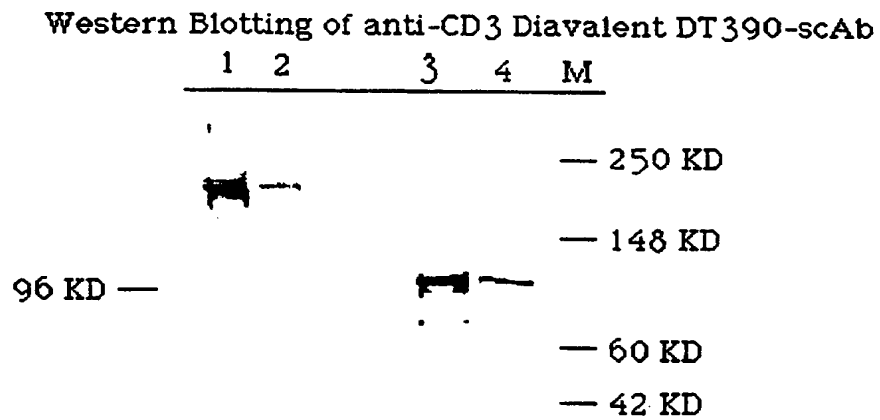 Western Blotting of anti-CD3 Diavalent DT390-scAb
1 2 3 4 M
250 KD
148 KD
96 KD
60 KD
42 KD